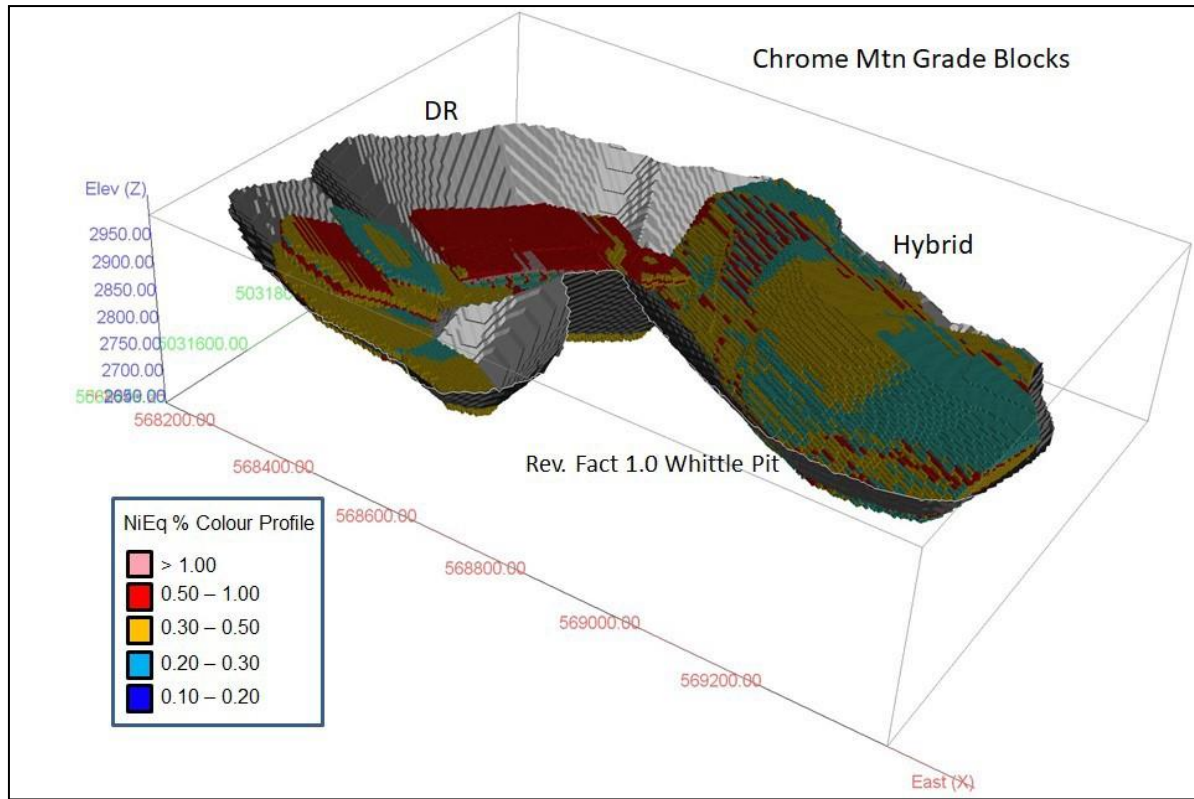 Chrome Mtn Grade Blocks
DR
Elev (Z)
2950.00
2900.00
2850.00
2800.00
2750.00
2700.00
Hybrid
5031600.00
568200.00
568400.00
568600.00
568800.00
569000.00
569200.00
East (X)
Rev. Fact 1.0 Whittle Pit
NiEq % Colour Profile
> 1.00
0.50 – 1.00
0.30 – 0.50
0.20 – 0.30
0.10 – 0.20